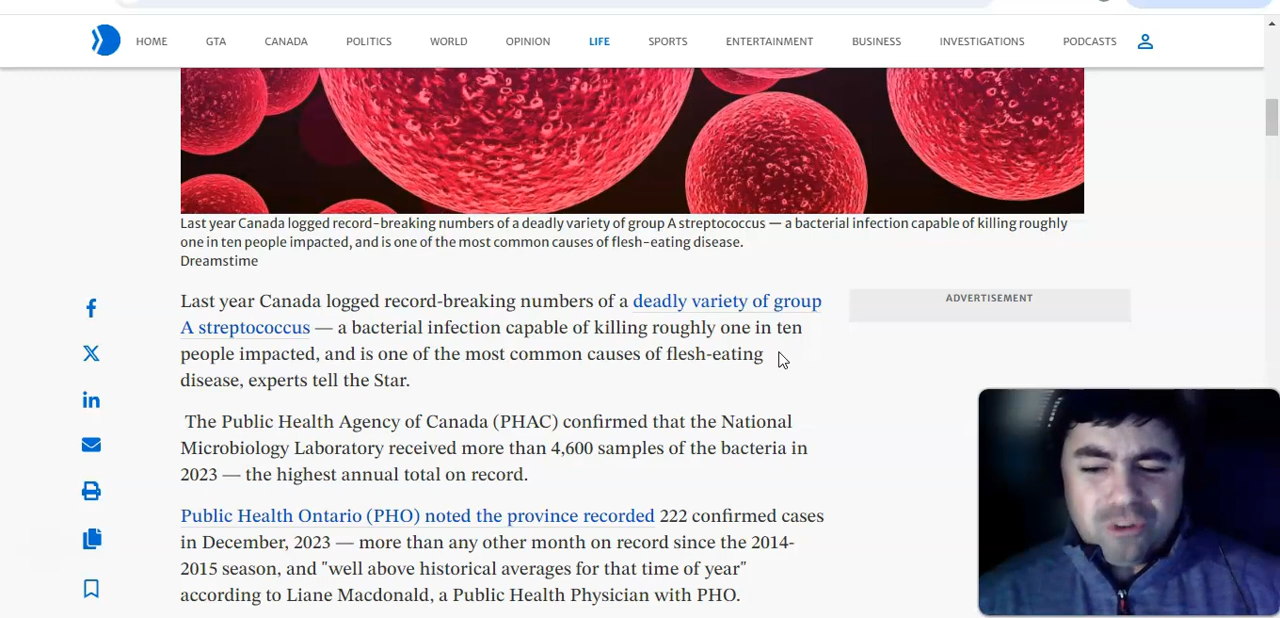 HOME GTA CANADA POLITICS WORLD OPINION LIFE SPORTS ENTERTAINMENT BUSINESS INVESTIGATIONS PODCASTS
Last year Canada logged record-breaking numbers of a deadly variety of group A streptococcus — a bacterial infection capable of killing roughly
one in ten people impacted, and is one of the most common causes of flesh-eating disease.
Dreamstime
Last year Canada logged record-breaking numbers of a deadly variety of group
A streptococcus — a bacterial infection capable of killing roughly one in ten
people impacted, and is one of the most common causes of flesh-eating
disease, experts tell the Star.
ADVERTISEMENT
The Public Health Agency of Canada (PHAC) confirmed that the National
Microbiology Laboratory received more than 4,600 samples of the bacteria in
2023 — the highest annual total on record.
Public Health Ontario (PHO) noted the province recorded 222 confirmed cases
in December, 2023 — more than any other month on record since the 2014-
2015 season, and "well above historical averages for that time of year"
according to Liane Macdonald, a Public Health Physician with PHO.